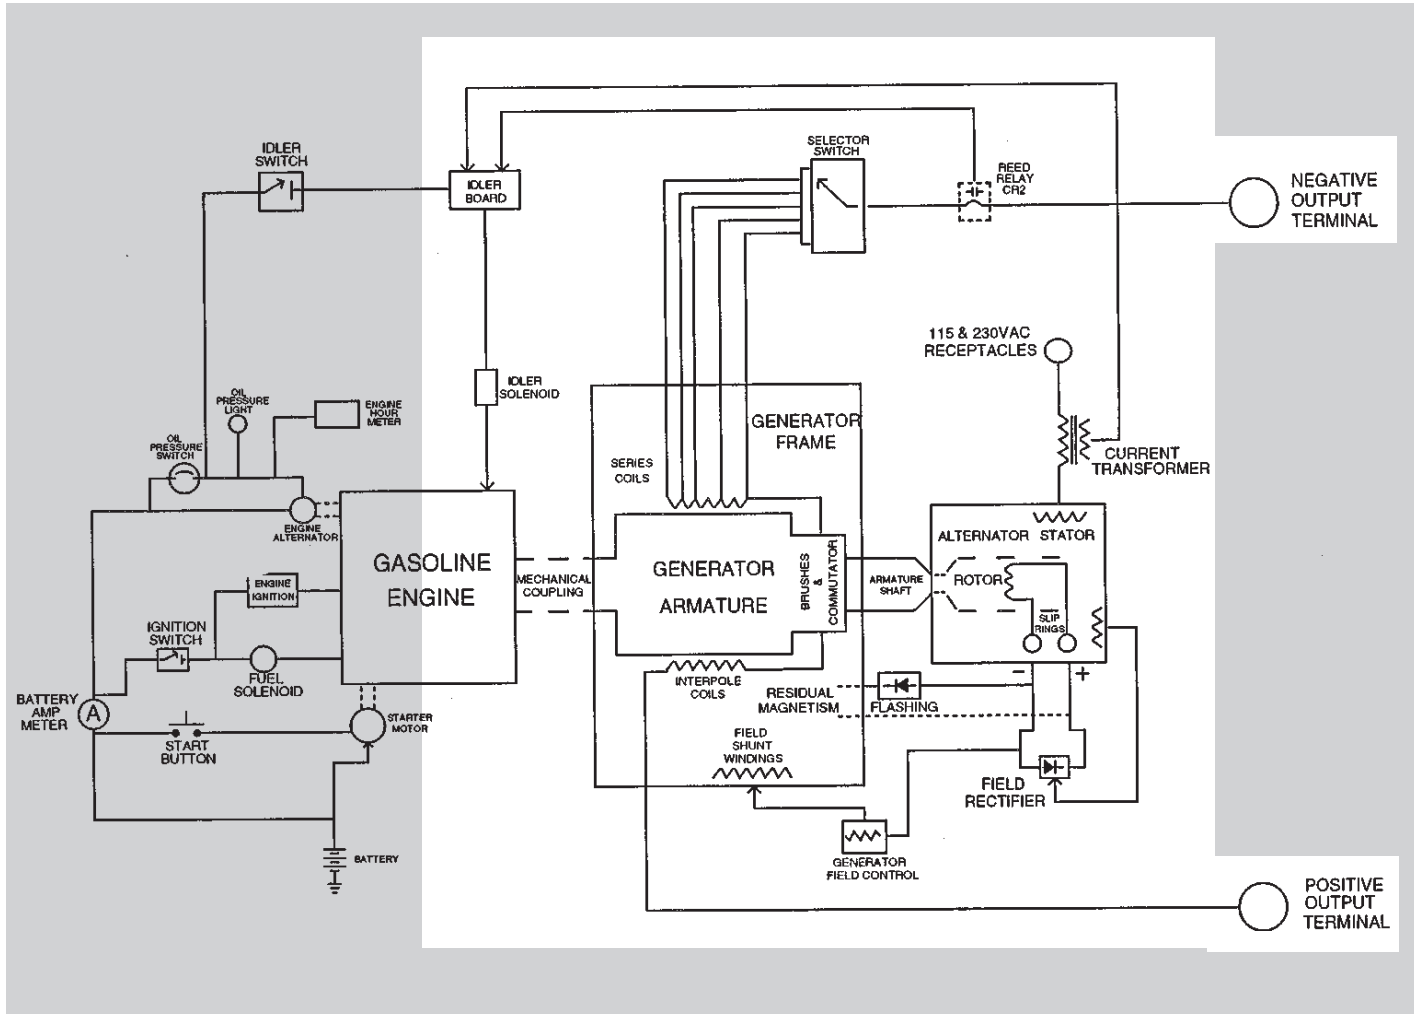 IDLER
SWITCH
IDLER
BOARD
SELECTOR
SWITCH
REED
RELAY
CR2
NEGATIVE
OUTPUT
TERMINAL
115 & 230VAC
RECEPTACLES
OIL
PRESSURE
LIGHT
ENGINE
HOUR
METER
IDLER
SOLENOID
GENERATOR
FRAME
OIL
PRESSURE
SWITCH
SERIES
COILS
CURRENT
TRANSFORMER
ENGINE
ALTERNATOR
GASOLINE
ENGINE
MECHANICAL
COUPLING
GENERATOR
ARMATURE
BRUSHES
&
COMMUTATOR
ARMATURE
SHAFT
ALTERNATOR STATOR
ROTOR
SLIP
RINGS
ENGINE
IGNITION
IGNITION
SWITCH
FUEL
SOLENOID
INTERPOLE
COILS
RESIDUAL
MAGNETISM
FLASHING
- +
BATTERY
AMP
METER
A
START
BUTTON
STARTER
MOTOR
FIELD
SHUNT
WINDINGS
FIELD
RECTIFIER
BATTERY
GENERATOR
FIELD CONTROL
POSITIVE
OUTPUT
TERMINAL